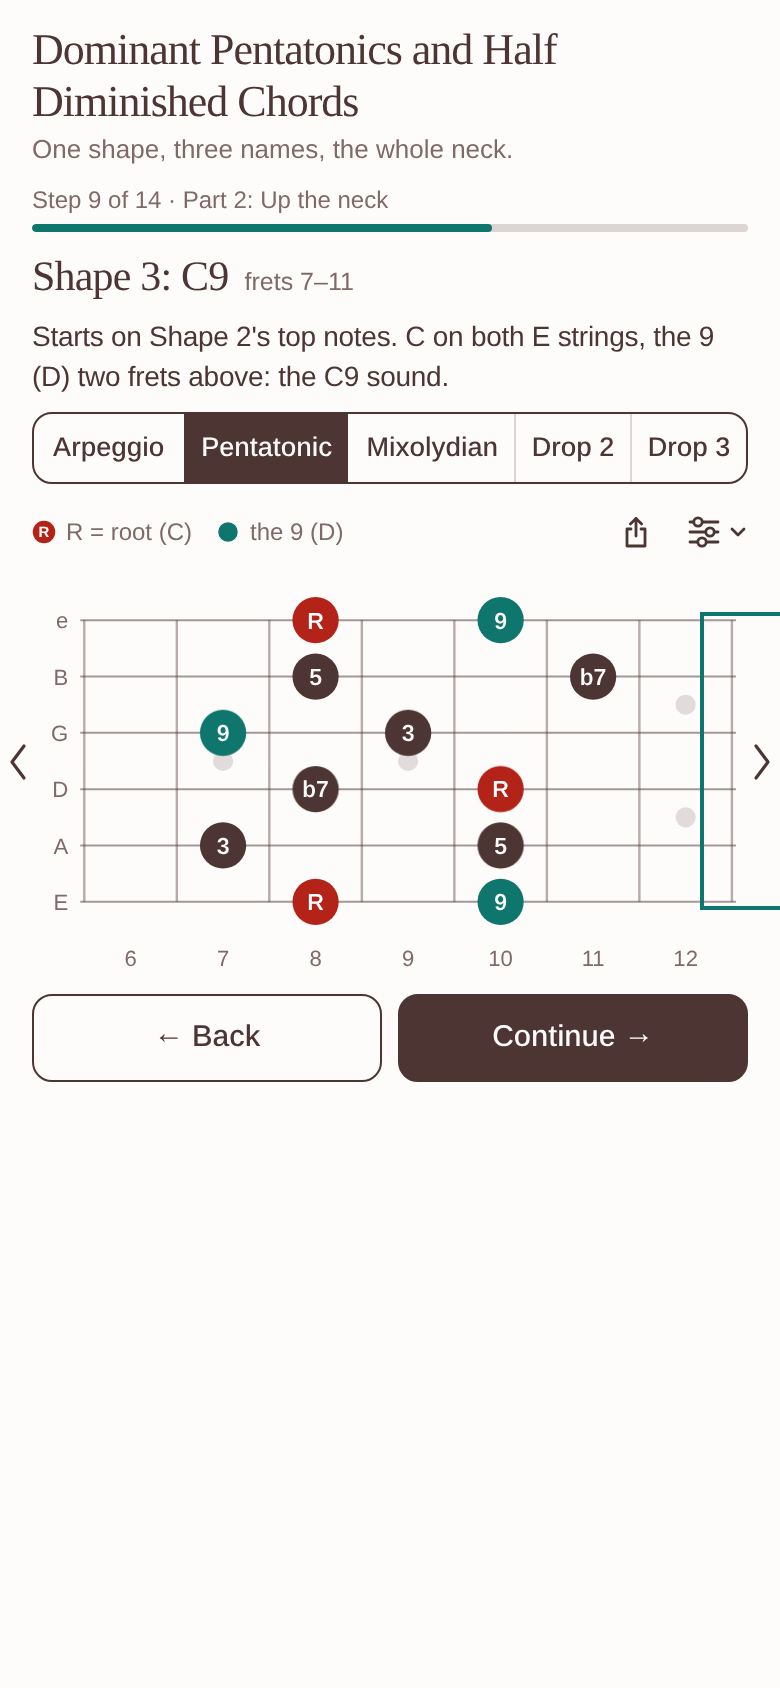 Dominant Pentatonics and Half
Diminished Chords
One shape, three names, the whole neck.
Step 9 of 14 · Part 2: Up the neck
Shape 3: C9 frets 7–11
Starts on Shape 2's top notes. C on both E strings, the 9
(D) two frets above: the C9 sound.
Arpeggio Pentatonic Mixolydian Drop 2 Drop 3
R R = root (C) the 9 (D)
e R 9
B 5 b7
G 9 3
D b7 R
A 3 5
E R 9
6 7 8 9 10 11 12
← Back Continue →